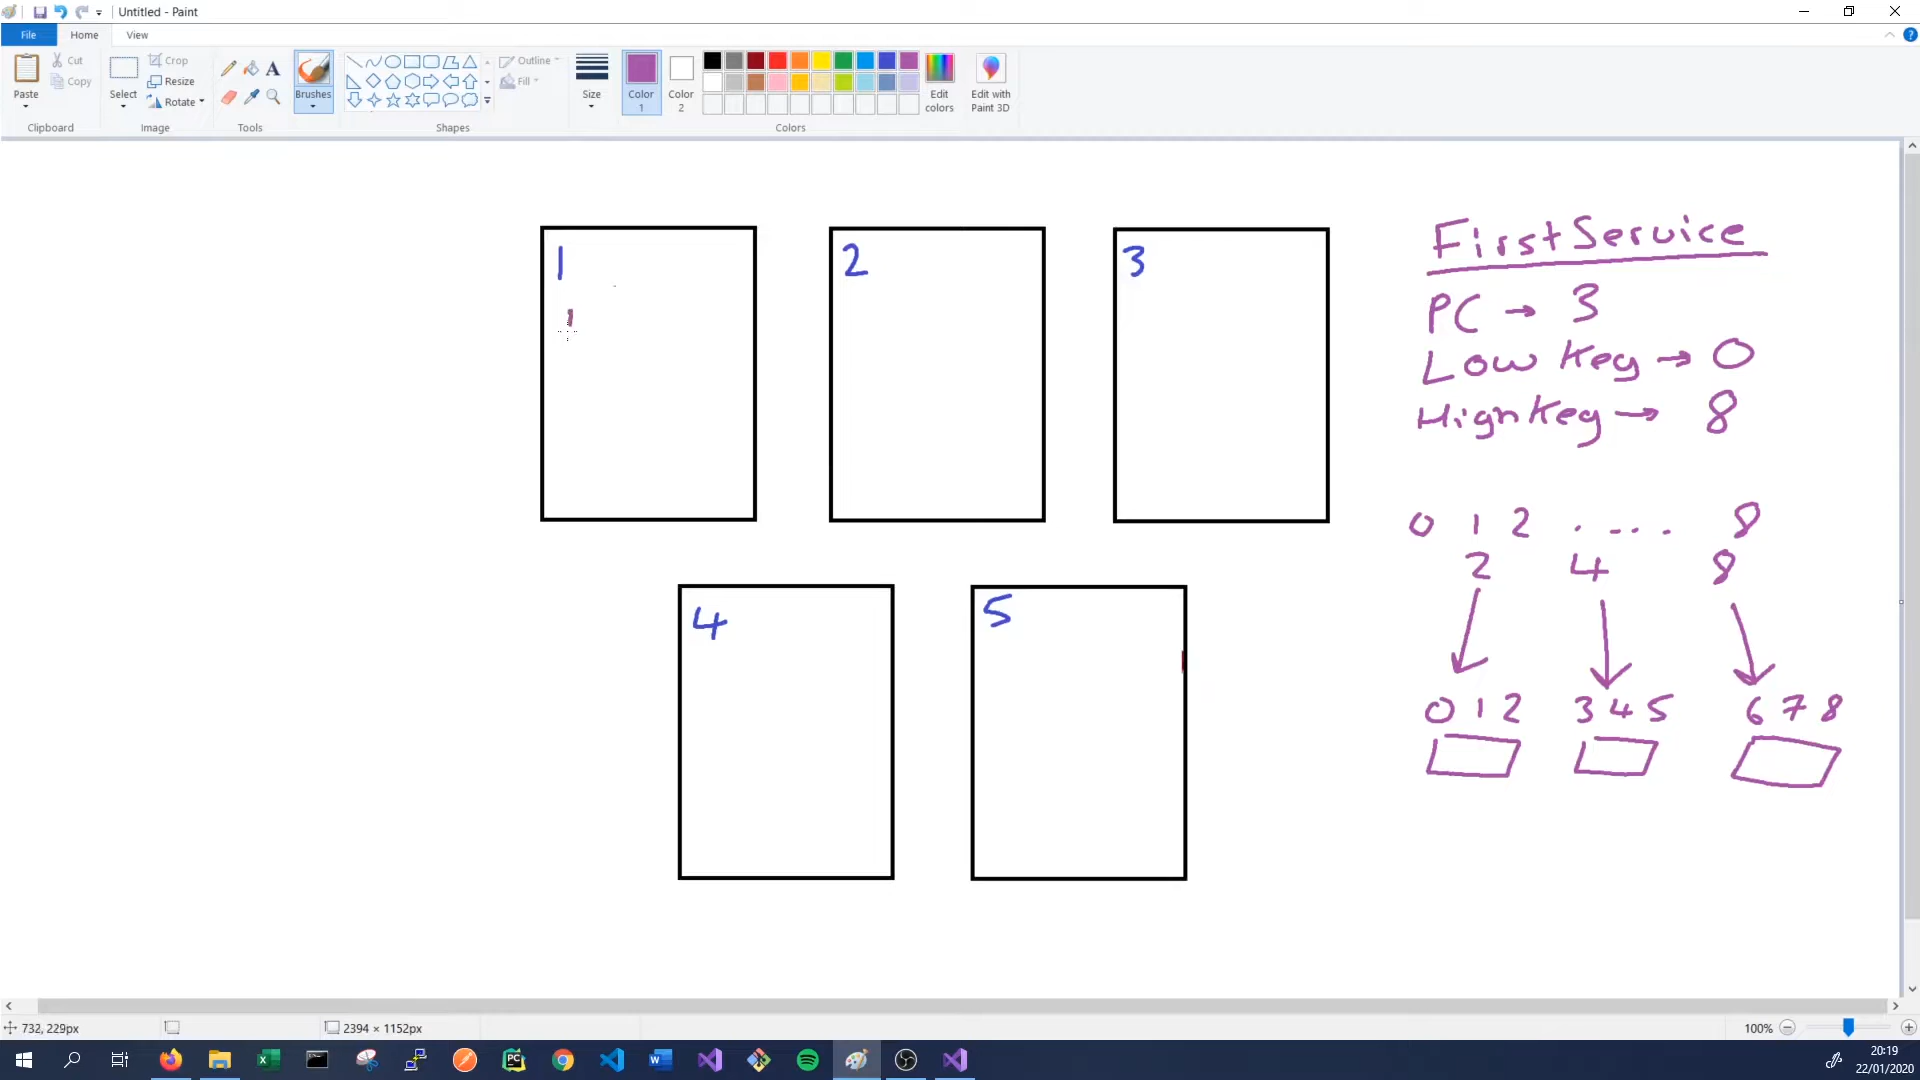 Untitled - Paint
File Home View
Paste
Cut
Copy
Clipboard
Select
Crop
Resize
Rotate
Image
Tools
Brushes
Shapes
Outline
Fill
Size
Color 1
Color 2
Colors
Edit colors
Edit with Paint 3D
1
2
3
4
5
First Service
PC → 3
Low Key → 0
High Key → 8
0 1 2 . . . . 8
2 4 8
0 1 2 3 4 5 6 7 8
732, 229px
2394 × 1152px
100%
20:19
22/01/2020